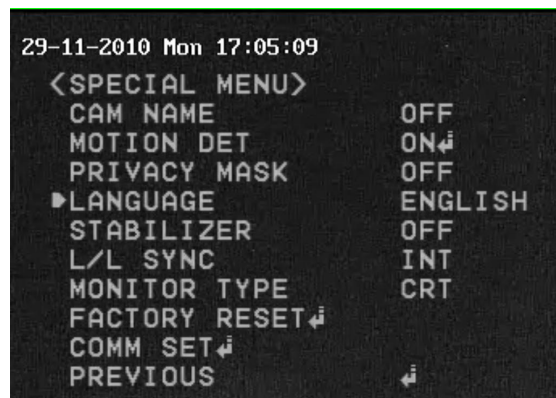 29-11-2010 Mon 17:05:09
<SPECIAL MENU>
CAM NAME OFF
MOTION DET ON↲
PRIVACY MASK OFF
LANGUAGE ENGLISH
STABILIZER OFF
L/L SYNC INT
MONITOR TYPE CRT
FACTORY RESET↲
COMM SET↲
PREVIOUS ↲